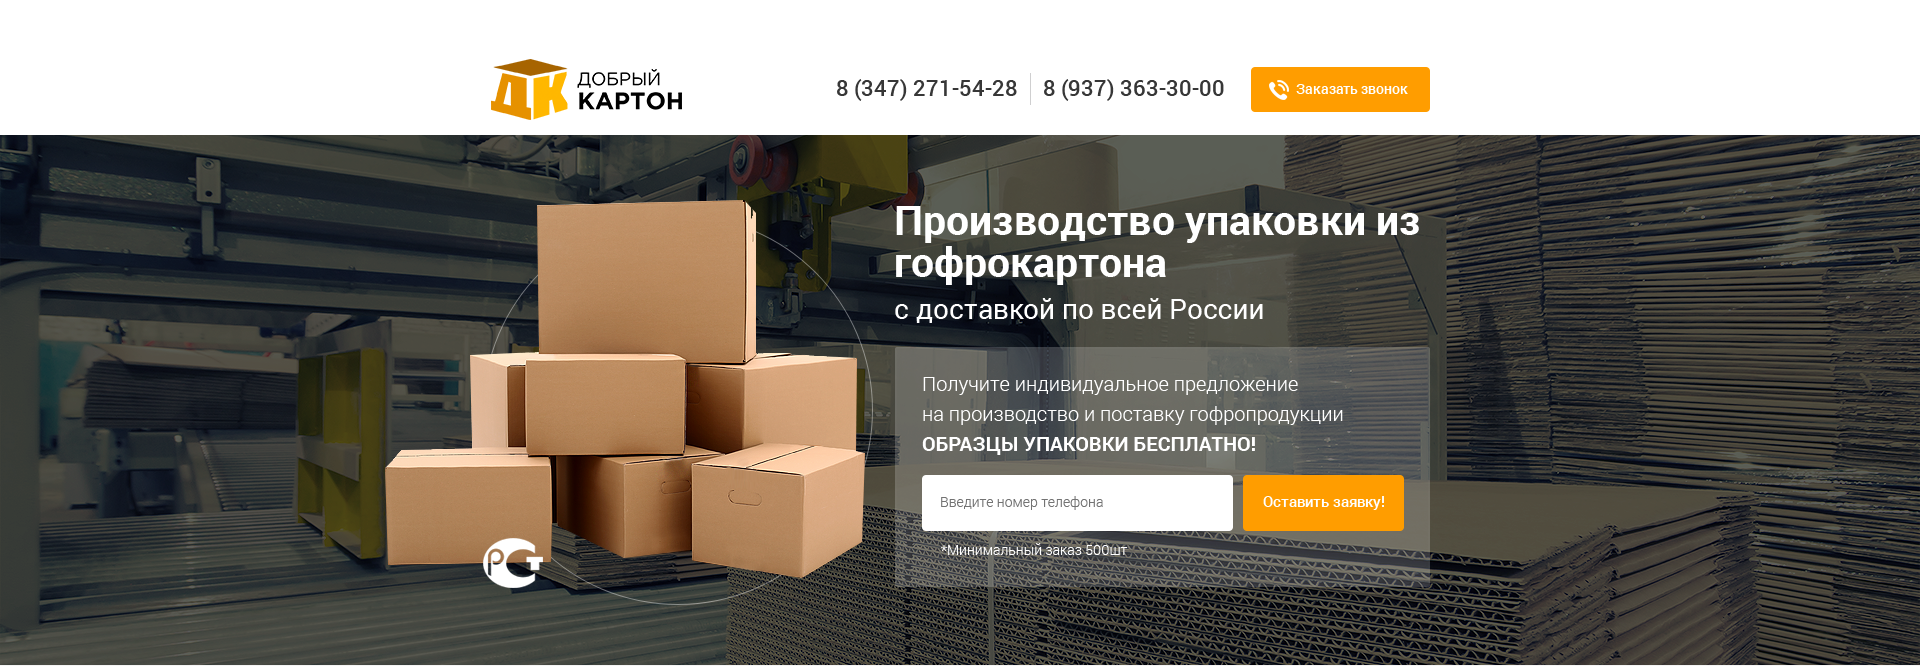 ДК
ДОБРЫЙ
КАРТОН
8 (347) 271-54-28
8 (937) 363-30-00
Заказать звонок
Производство упаковки из
гофрокартона
с доставкой по всей России
Получите индивидуальное предложение
на производство и поставку гофропродукции
ОБРАЗЦЫ УПАКОВКИ БЕСПЛАТНО!
Введите номер телефона
Оставить заявку!
*Минимальный заказ 500шт
РСТ